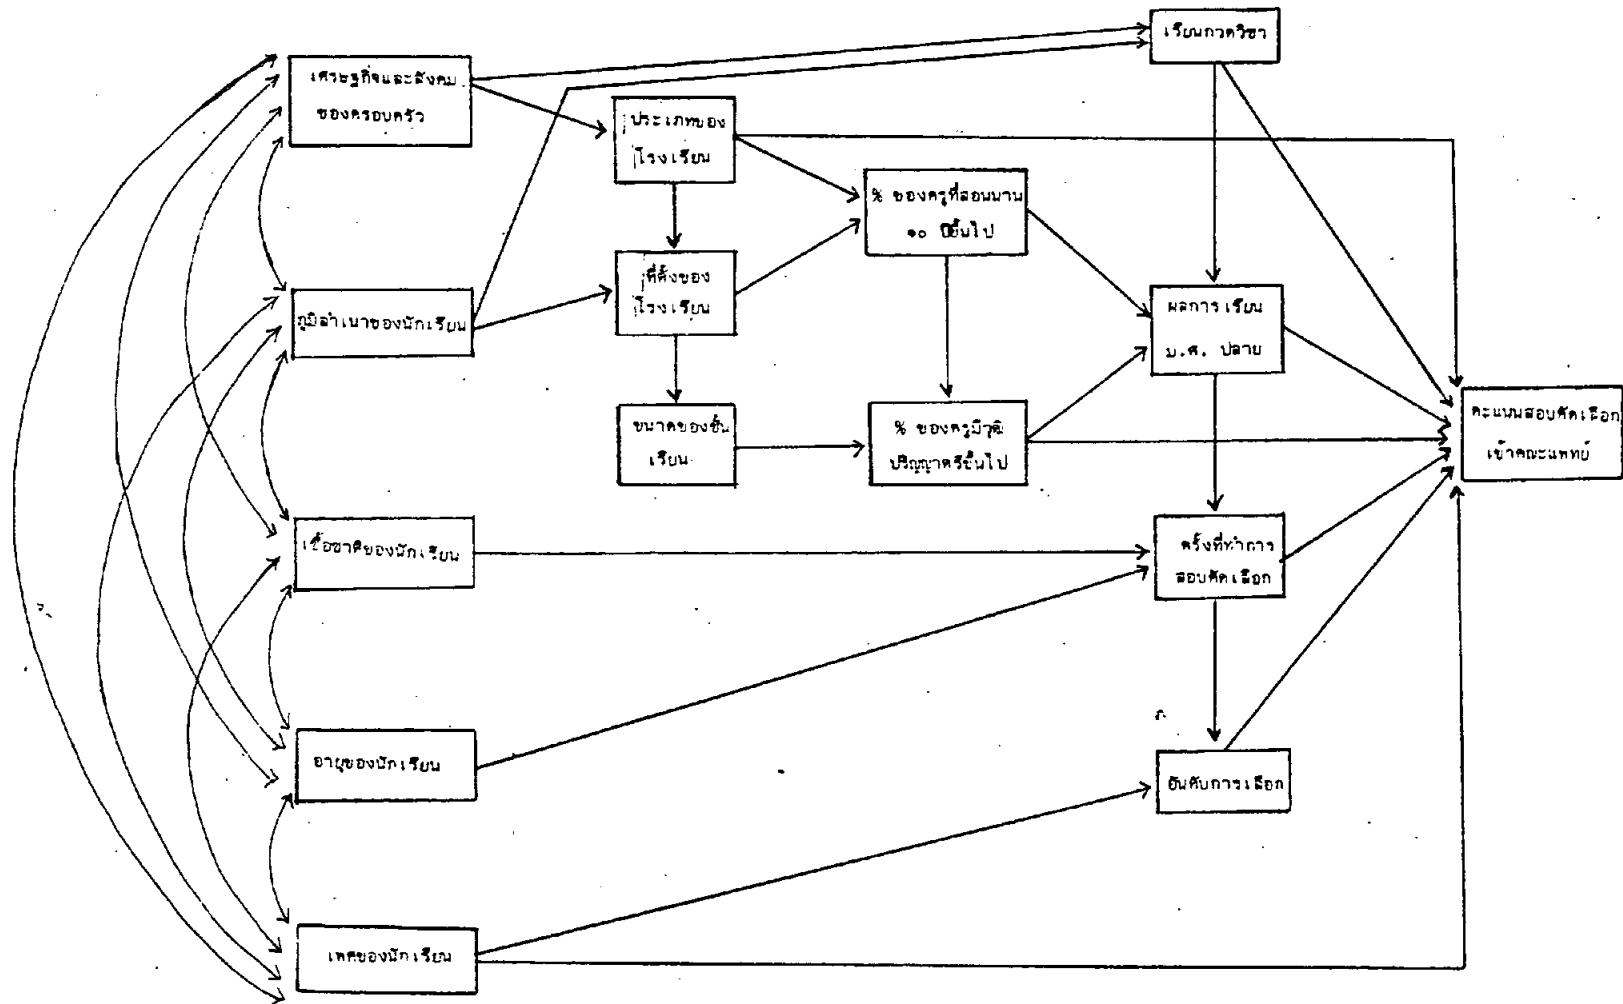 เรียนกวดวิชา
เศรษฐกิจและสังคม
ของครอบครัว
ประเภทของ
โรงเรียน
% ของครูที่สอนนาน
๑๐ ปีขึ้นไป
ที่ตั้งของ
โรงเรียน
ภูมิลำเนาของนักเรียน
ผลการเรียน
ม.ศ. ปลาย
ขนาดของชั้น
เรียน
% ของครูมีวุฒิ
ปริญญาตรีขึ้นไป
คะแนนสอบคัดเลือก
เข้าคณะแพทย์
เชื้อชาติของนักเรียน
ครั้งที่ทำการ
สอบคัดเลือก
อายุของนักเรียน
อันดับการเลือก
เพศของนักเรียน